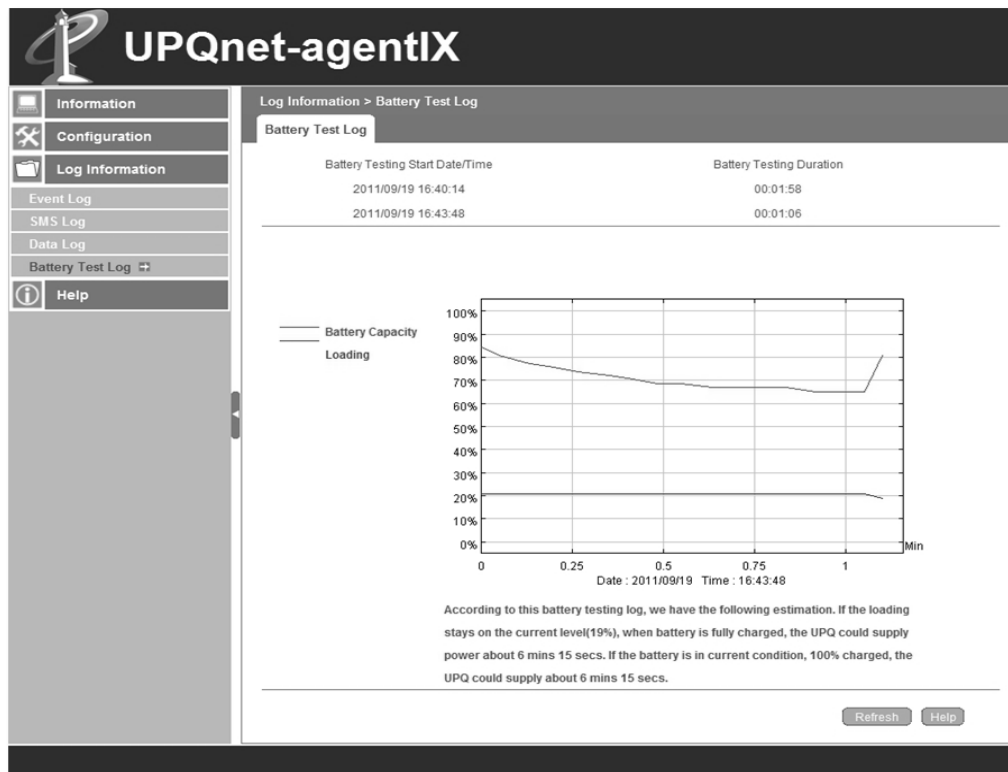 UPQnet-agentIX
Information
Configuration
Log Information
Event Log
SMS Log
Data Log
Battery Test Log
Help
Log Information > Battery Test Log
Battery Test Log
Battery Testing Start Date/Time Battery Testing Duration
2011/09/19 16:40:14 00:01:58
2011/09/19 16:43:48 00:01:06
Battery Capacity
Loading
100%
90%
80%
70%
60%
50%
40%
30%
20%
10%
0%
Min
0 0.25 0.5 0.75 1
Date : 2011/09/19 Time : 16:43:48
According to this battery testing log, we have the following estimation. If the loading
stays on the current level(19%), when battery is fully charged, the UPQ could supply
power about 6 mins 15 secs. If the battery is in current condition, 100% charged, the
UPQ could supply about 6 mins 15 secs.
Refresh Help